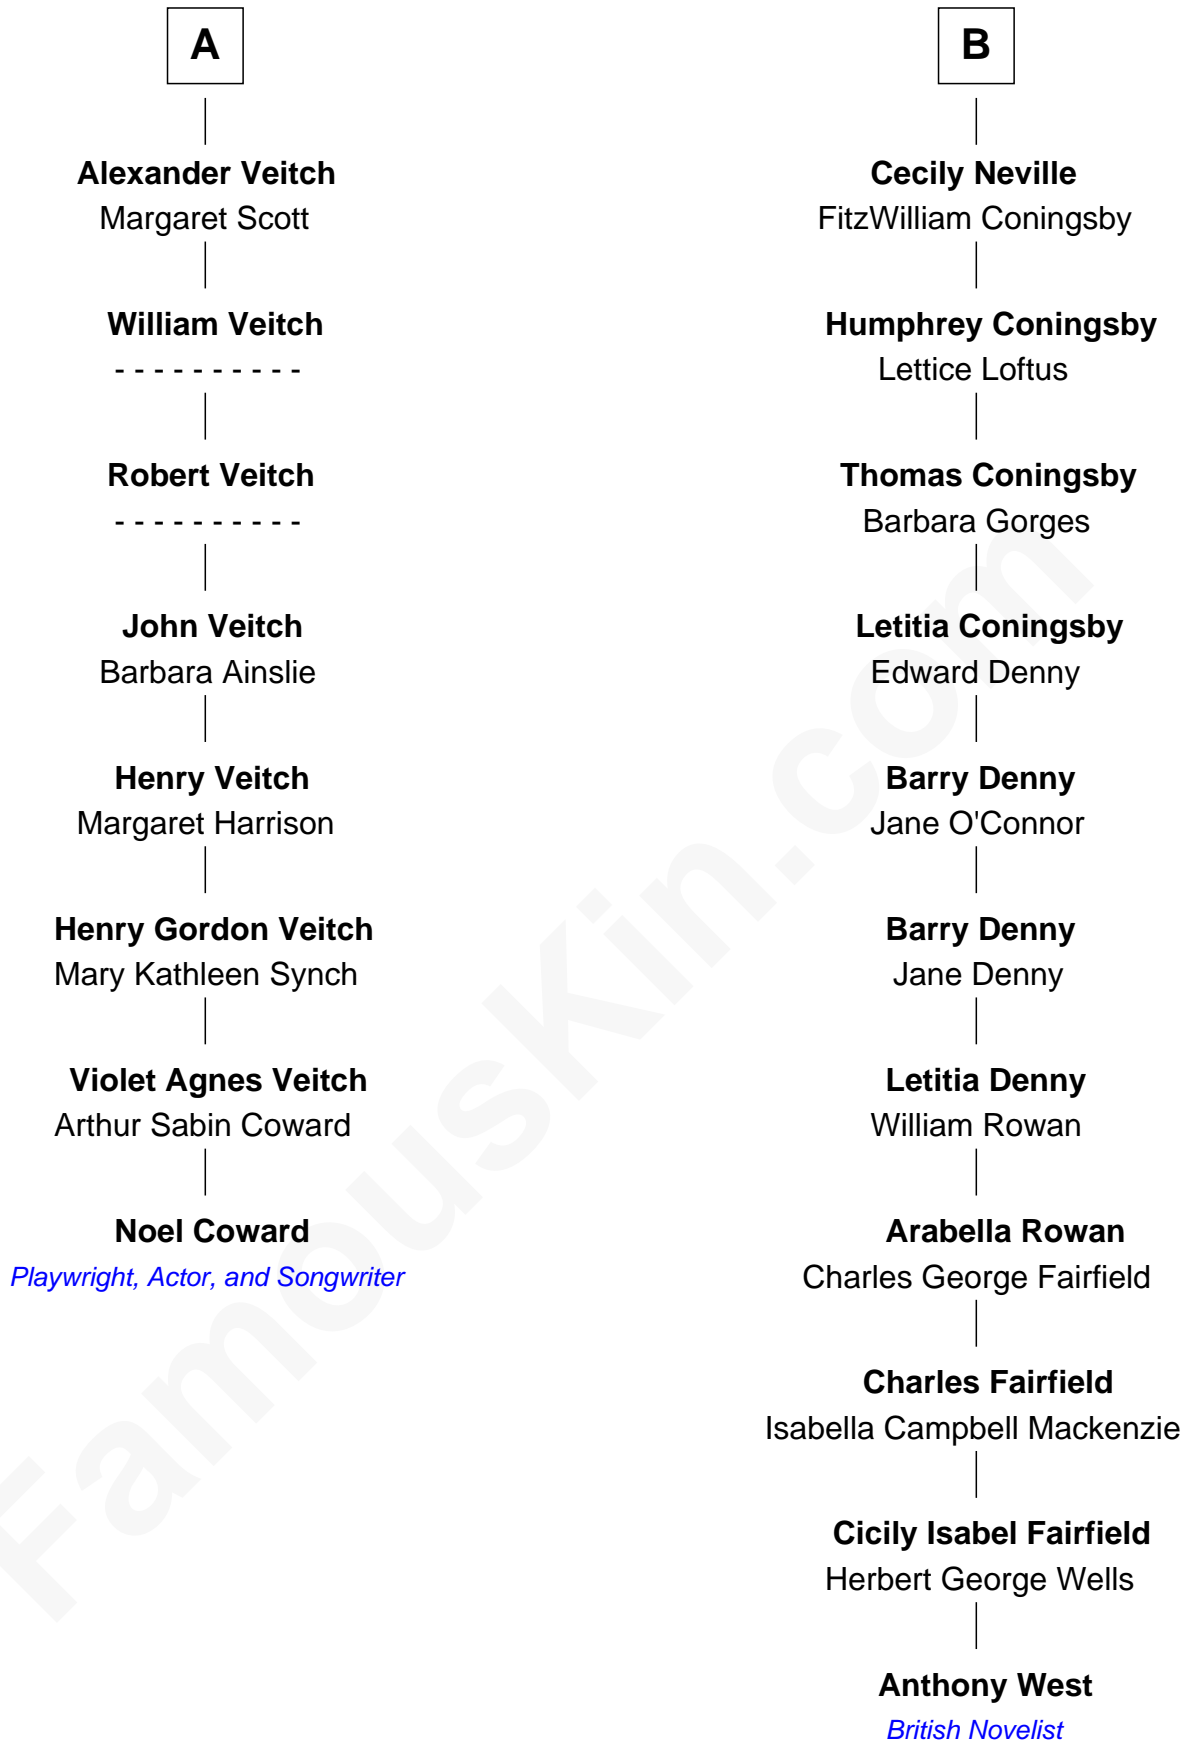 A
Alexander Veitch
Margaret Scott
William Veitch
- - - - - - - - - -
Robert Veitch
- - - - - - - - - -
John Veitch
Barbara Ainslie
Henry Veitch
Margaret Harrison
Henry Gordon Veitch
Mary Kathleen Synch
Violet Agnes Veitch
Arthur Sabin Coward
Noel Coward
Playwright, Actor, and Songwriter
B
Cecily Neville
FitzWilliam Coningsby
Humphrey Coningsby
Lettice Loftus
Thomas Coningsby
Barbara Gorges
Letitia Coningsby
Edward Denny
Barry Denny
Jane O'Connor
Barry Denny
Jane Denny
Letitia Denny
William Rowan
Arabella Rowan
Charles George Fairfield
Charles Fairfield
Isabella Campbell Mackenzie
Cicily Isabel Fairfield
Herbert George Wells
Anthony West
British Novelist
FamousKin.com